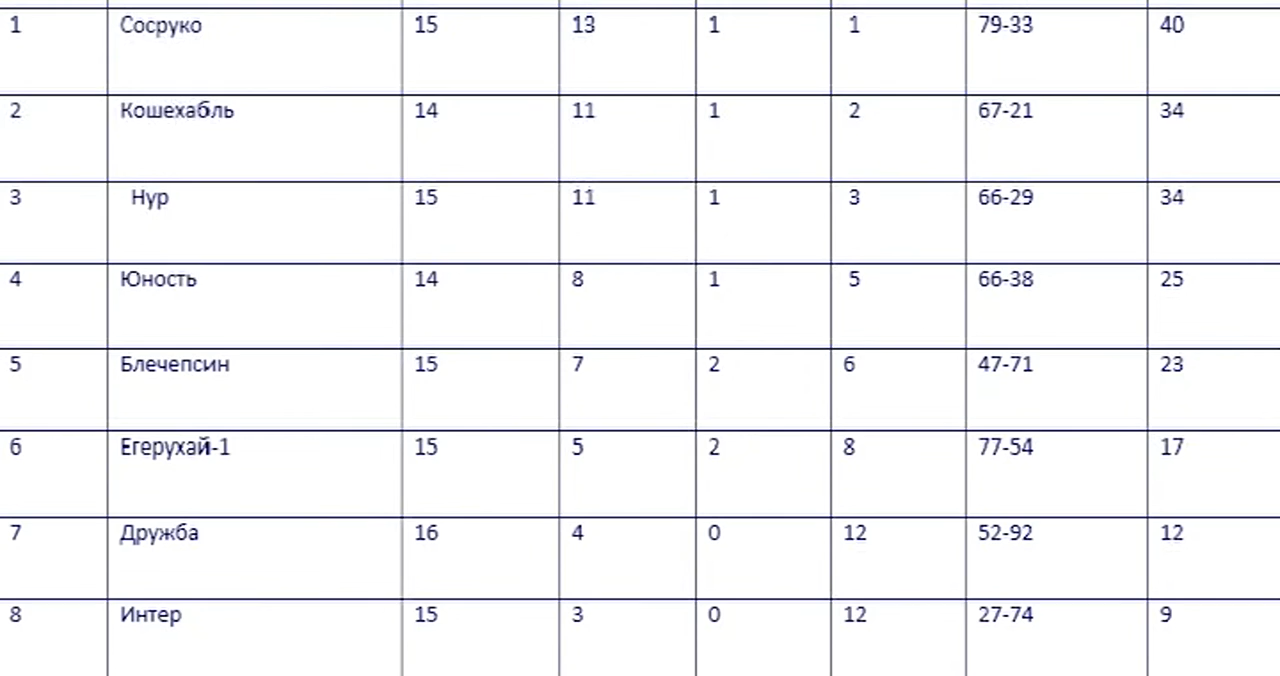 1 Сосруко 15 13 1 1 79-33 40
2 Кошехабль 14 11 1 2 67-21 34
3 Нур 15 11 1 3 66-29 34
4 Юность 14 8 1 5 66-38 25
5 Блечепсин 15 7 2 6 47-71 23
6 Егерухай-1 15 5 2 8 77-54 17
7 Дружба 16 4 0 12 52-92 12
8 Интер 15 3 0 12 27-74 9